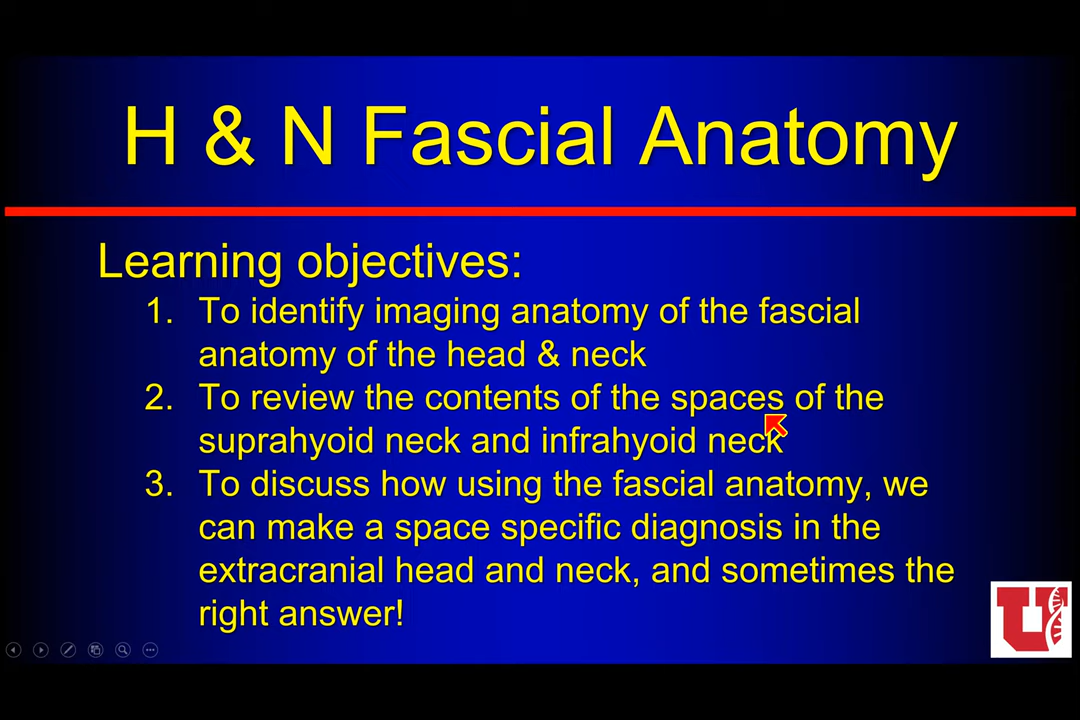 H & N Fascial Anatomy
Learning objectives:
1. To identify imaging anatomy of the fascial
anatomy of the head & neck
2. To review the contents of the spaces of the
suprahyoid neck and infrahyoid neck
3. To discuss how using the fascial anatomy, we
can make a space specific diagnosis in the
extracranial head and neck, and sometimes the
right answer!
U